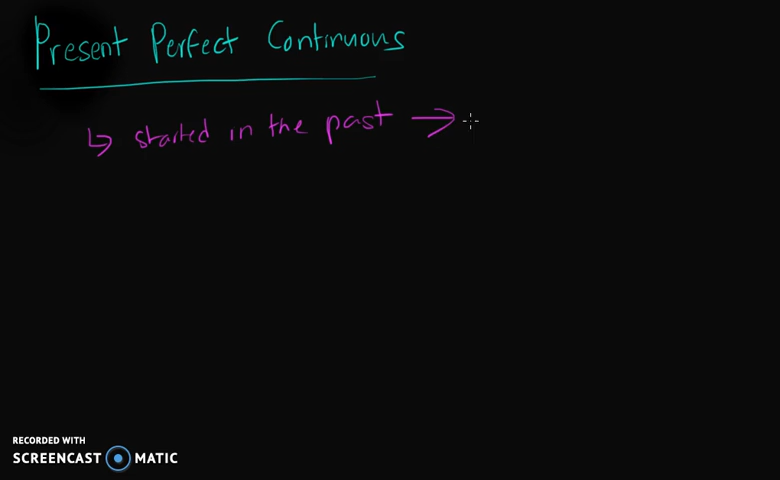 Present Perfect Continuous
↳ started in the past →
RECORDED WITH
SCREENCAST MATIC